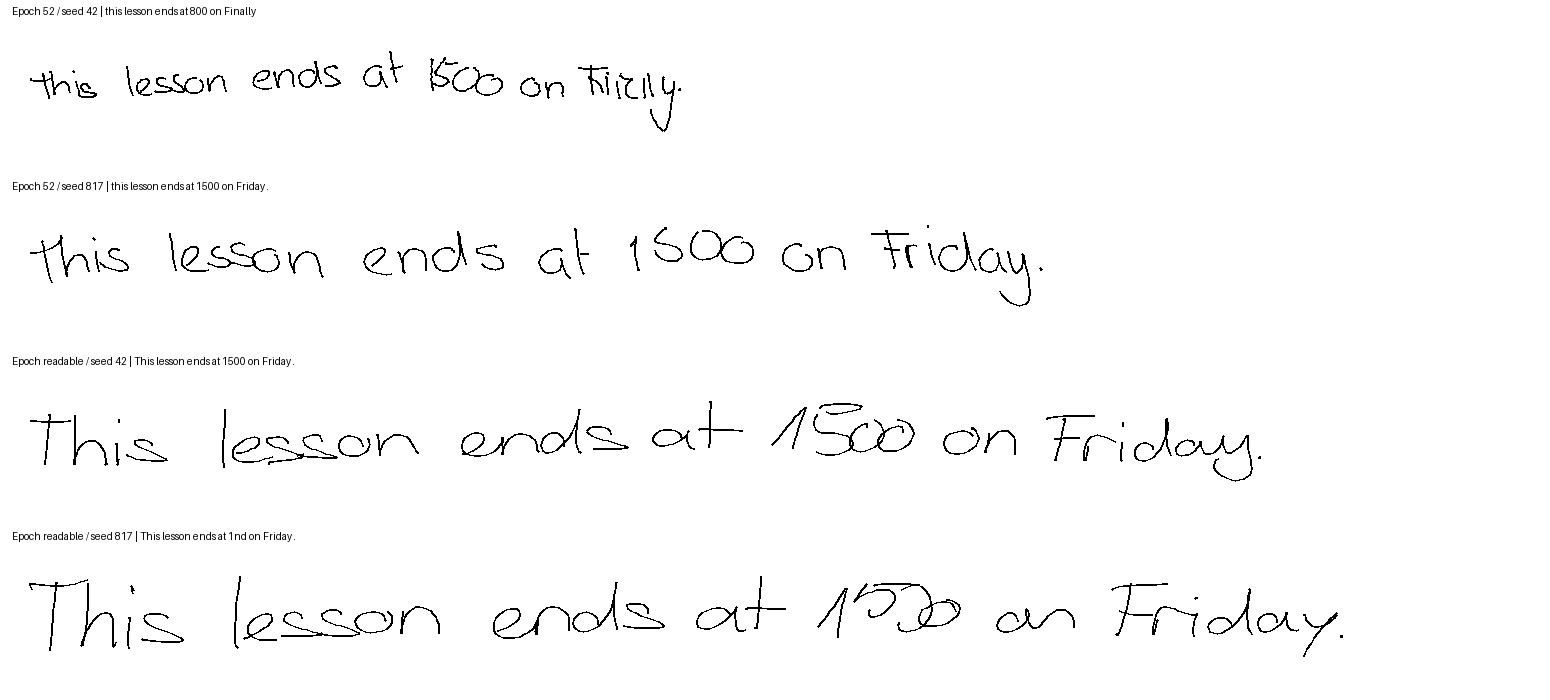 Epoch 52 / seed 42 | this lesson ends at 800 on Finally
this lesson ends at 1500 on
Epoch 52 / seed 817 | this lesson ends at 1500 on Friday.
this lesson ends at 1500 on Friday.
Epoch readable / seed 42 | This lesson ends at 1500 on Friday.
This lesson ends at 1500 on Friday.
Epoch readable / seed 817 | This lesson ends at 1nd on Friday.
This lesson ends at 1500 on Friday.